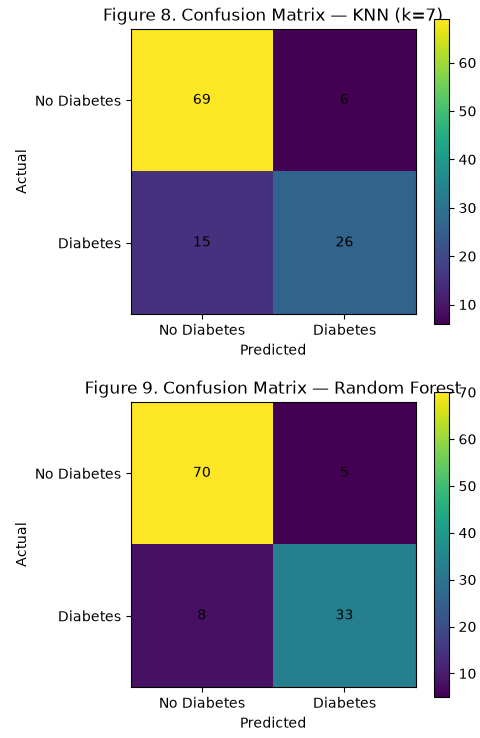 Figure 8. Confusion Matrix — KNN (k=7)
No Diabetes
69
6
60
50
40
30
20
10
Actual
Diabetes
15
26
No Diabetes
Diabetes
Predicted
Figure 9. Confusion Matrix — Random Forest
70
60
50
40
30
20
10
No Diabetes
70
5
Actual
Diabetes
8
33
No Diabetes
Diabetes
Predicted